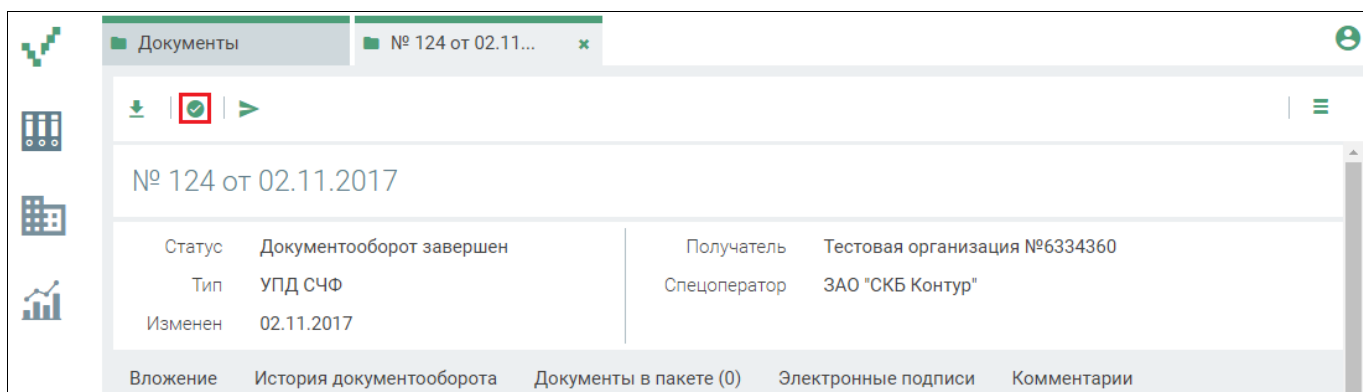 Документы № 124 от 02.11...
№ 124 от 02.11.2017
Статус Документооборот завершен Получатель Тестовая организация №6334360
Тип УПД СЧФ Спецоператор ЗАО "СКБ Контур"
Изменен 02.11.2017
Вложение История документооборота Документы в пакете (0) Электронные подписи Комментарии